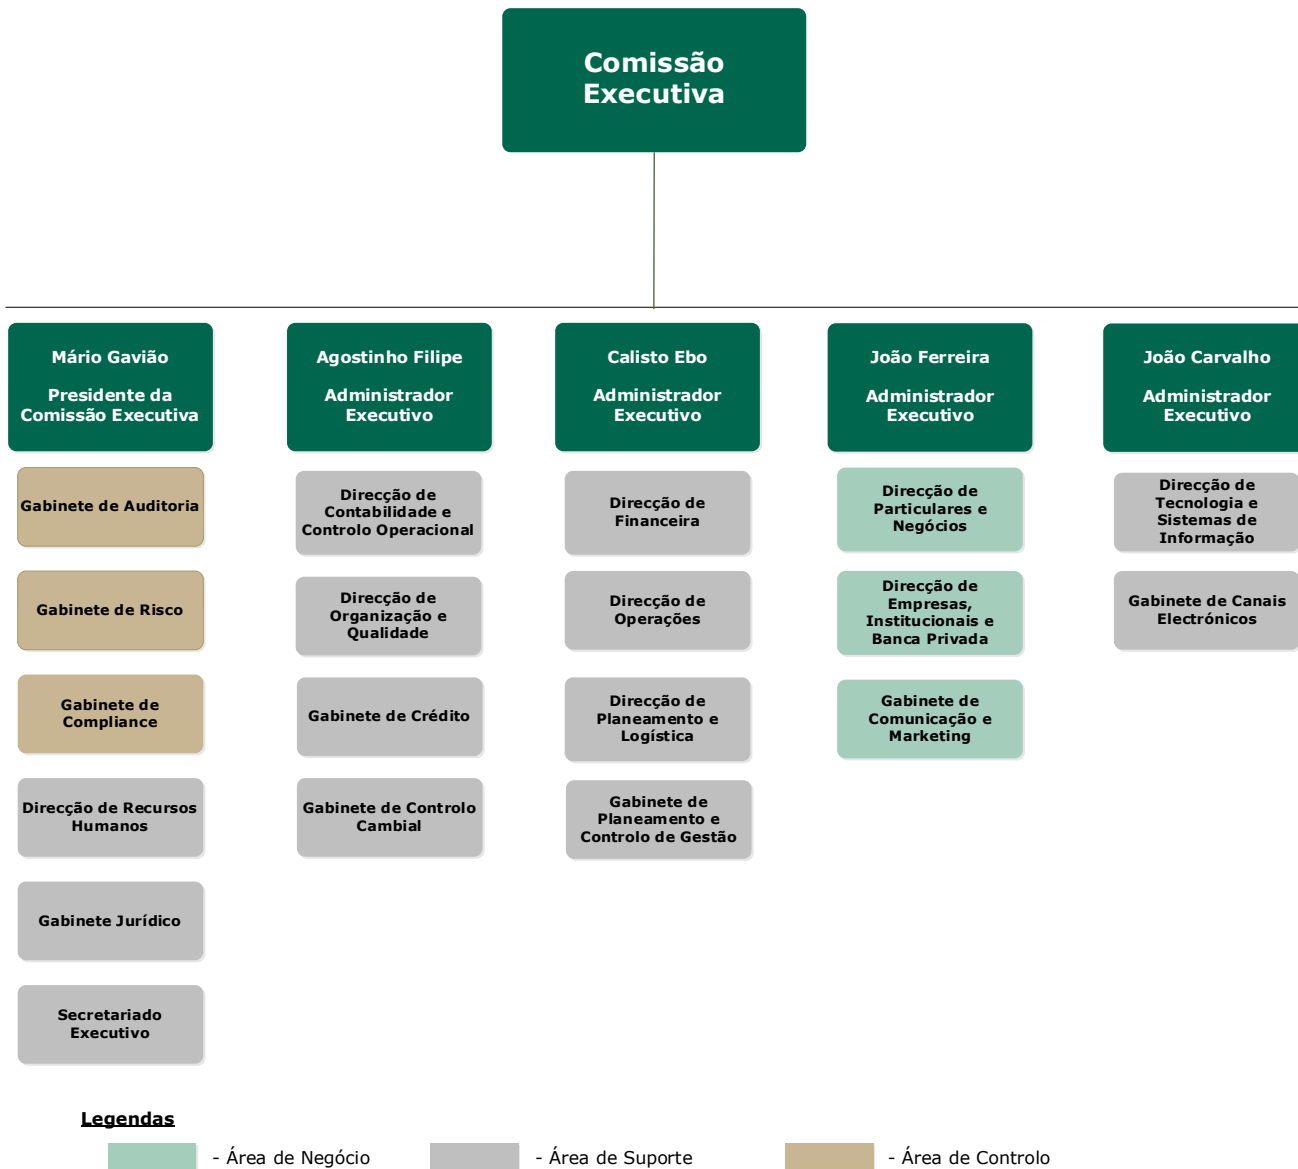 Comissão
Executiva
Mário Gavião
Presidente da
Comissão Executiva
Gabinete de Auditoria
Gabinete de Risco
Gabinete de
Compliance
Direcção de Recursos
Humanos
Gabinete Jurídico
Secretariado
Executivo
Agostinho Filipe
Administrador
Executivo
Direcção de
Contabilidade e
Controlo Operacional
Direcção de
Organização e
Qualidade
Gabinete de Crédito
Gabinete de Controlo
Cambial
Calisto Ebo
Administrador
Executivo
Direcção de
Financeira
Direcção de
Operações
Direcção de
Planeamento e
Logística
Gabinete de
Planeamento e
Controlo de Gestão
João Ferreira
Administrador
Executivo
Direcção de
Particulares e
Negócios
Direcção de
Empresas,
Institucionais e
Banca Privada
Gabinete de
Comunicação e
Marketing
João Carvalho
Administrador
Executivo
Direcção de
Tecnologia e
Sistemas de
Informação
Gabinete de Canais
Electrónicos
Legendas
- Área de Negócio
- Área de Suporte
- Área de Controlo